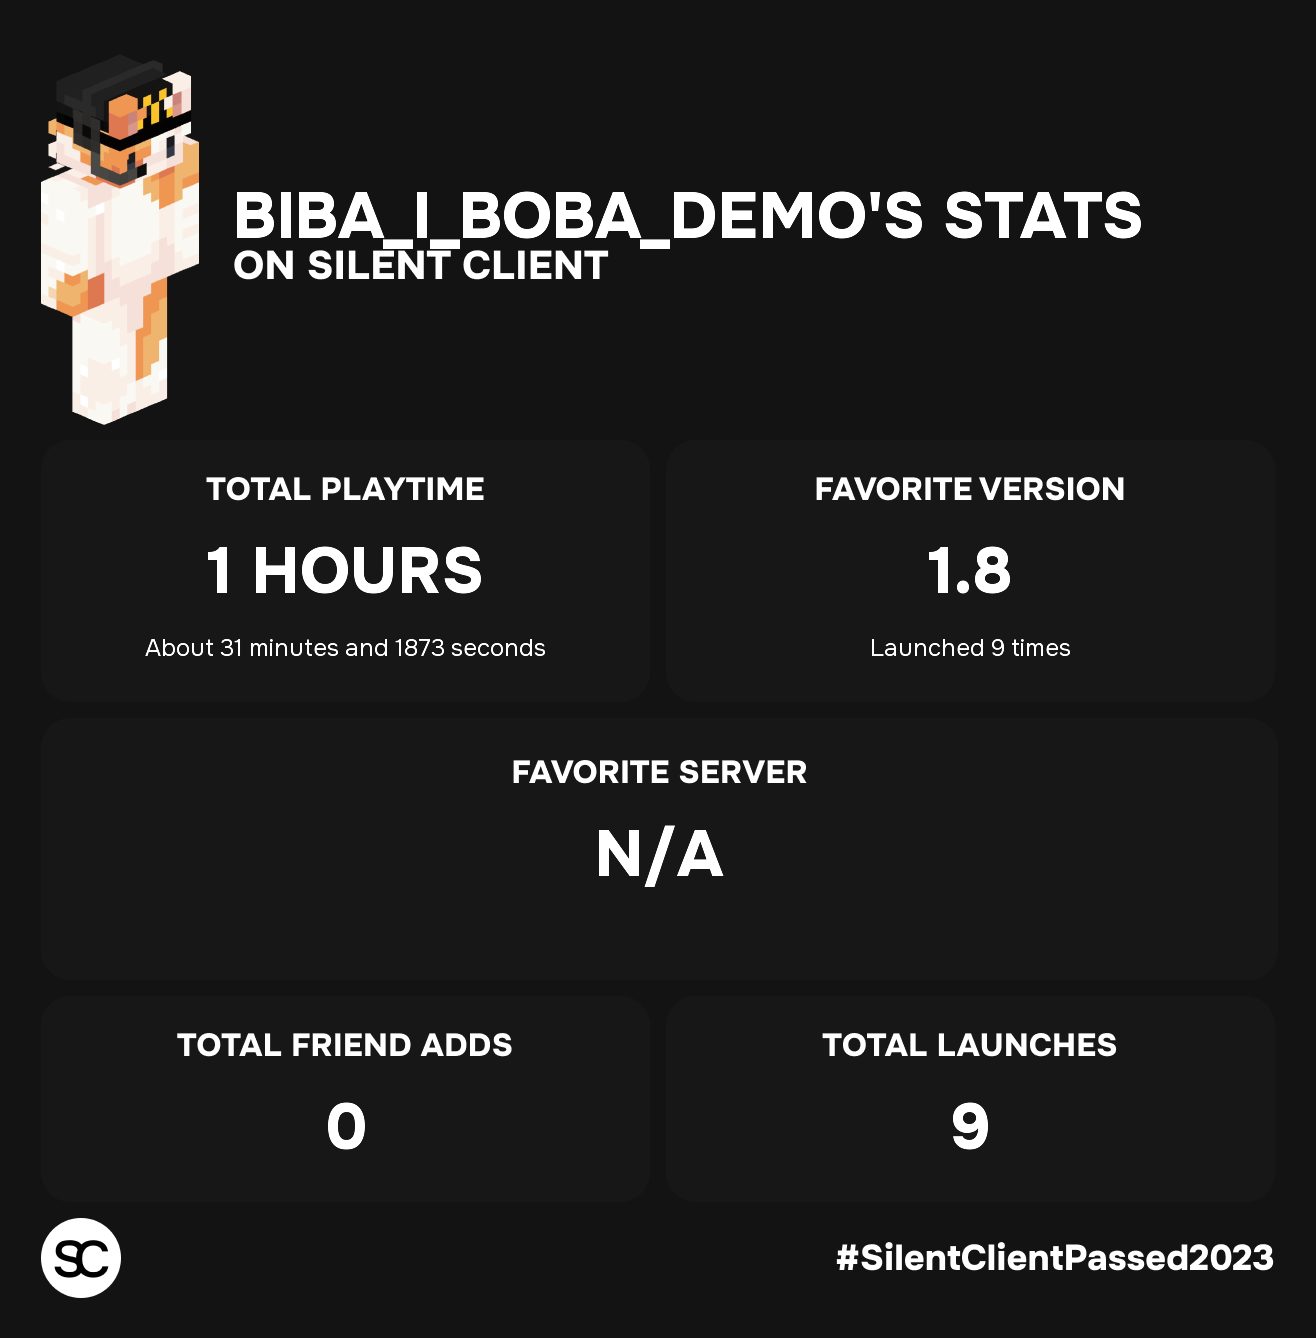 BIBA_I_BOBA_DEMO'S STATS
ON SILENT CLIENT
TOTAL PLAYTIME
1 HOURS
About 31 minutes and 1873 seconds
FAVORITE VERSION
1.8
Launched 9 times
FAVORITE SERVER
N/A
TOTAL FRIEND ADDS
0
TOTAL LAUNCHES
9
SC
#SilentClientPassed2023